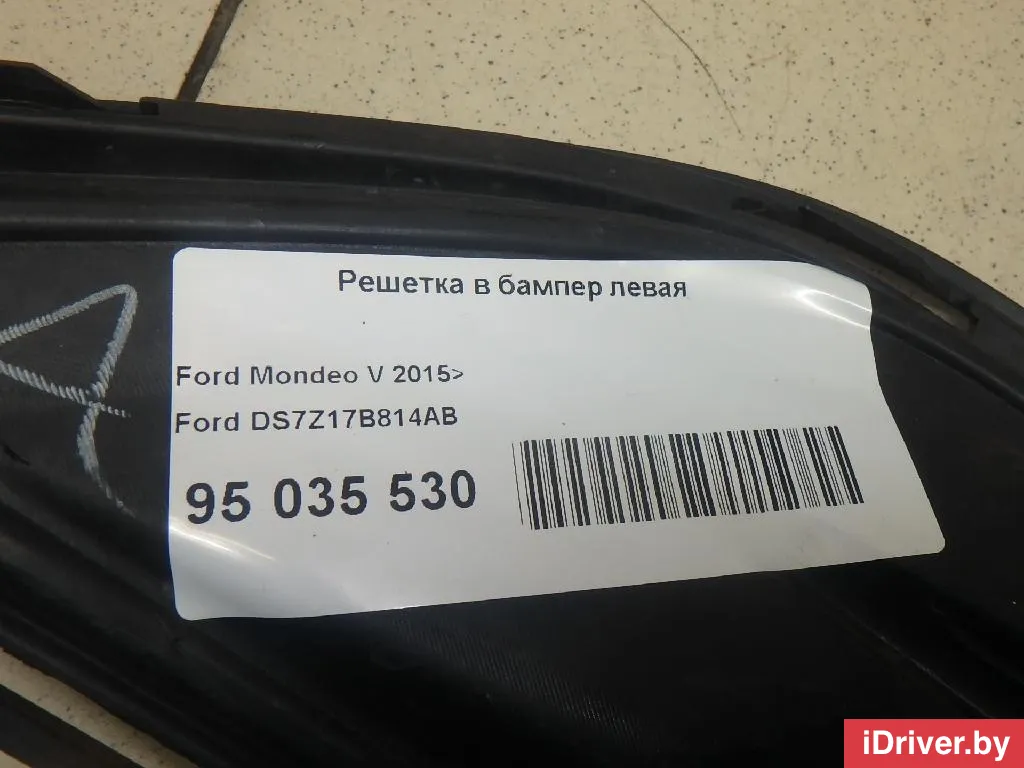 Решетка в бампер левая
Ford Mondeo V 2015>
Ford DS7Z17B814AB
95 035 530
iDriver.by